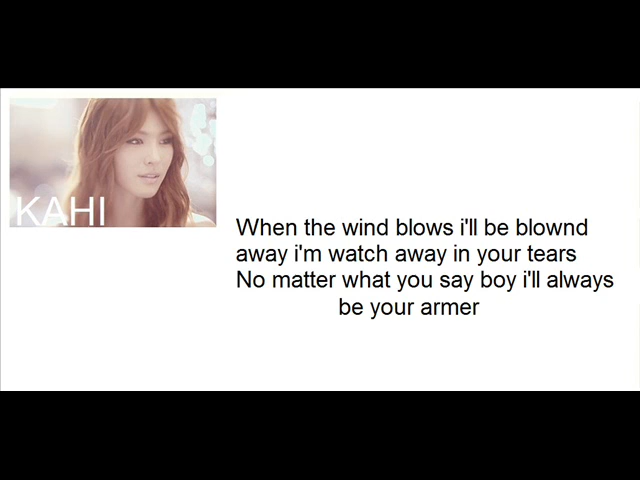 KAHI
When the wind blows i'll be blownd
away i'm watch away in your tears
No matter what you say boy i'll always
be your armer